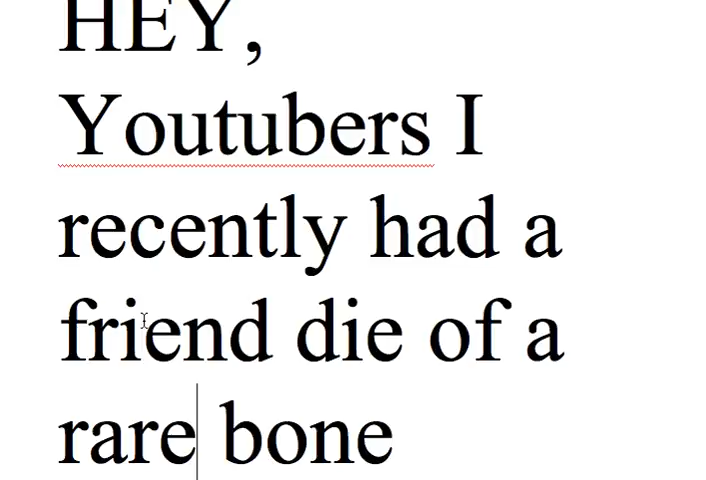 HEY,
Youtubers I
recently had a
friend die of a
rare bone